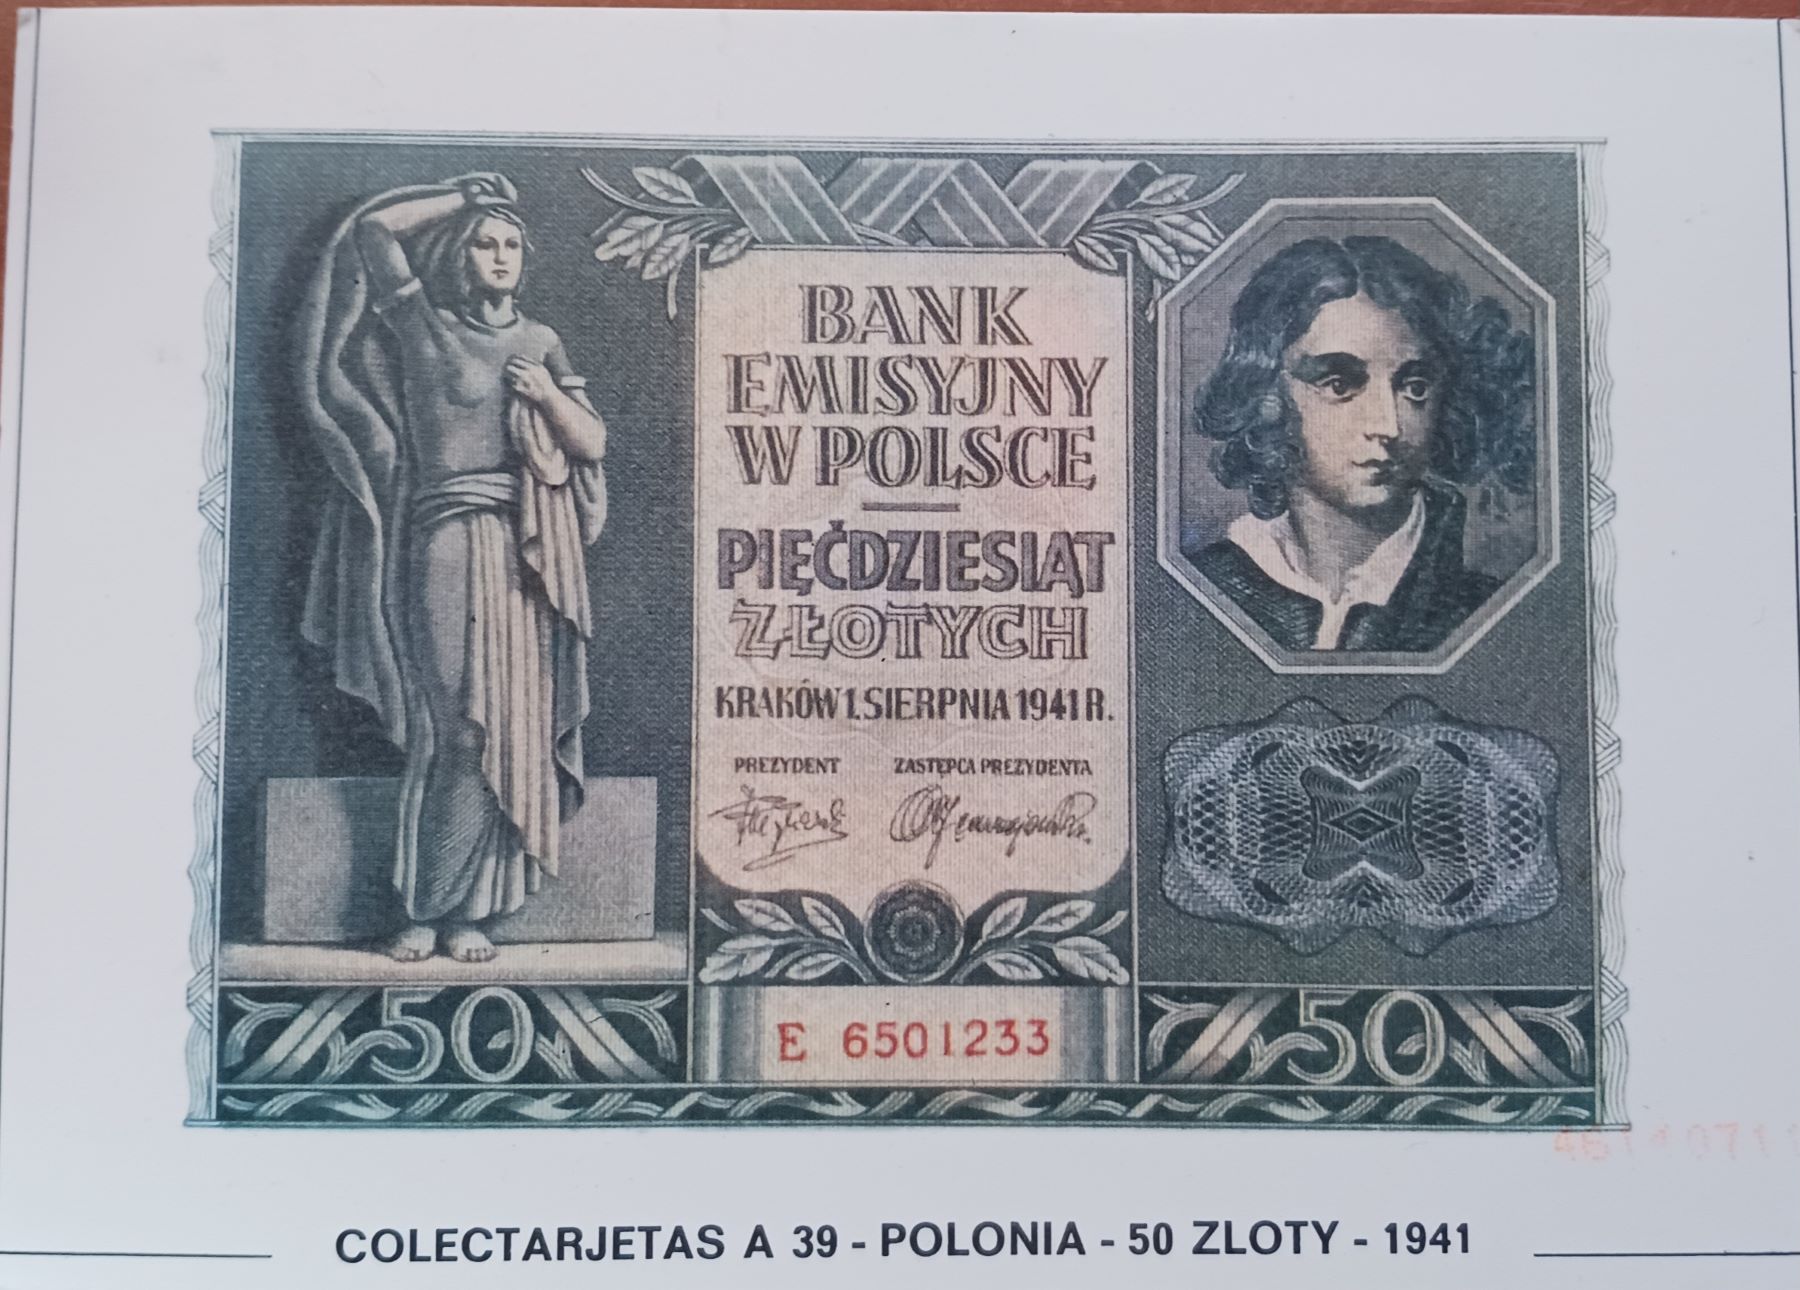 BANK
EMISYJNY
W POLSCE
PIĘĆDZIESIĄT
ZŁOTYCH
KRAKÓW 1. SIERPNIA 1941 R.
PREZYDENT ZASTĘPCA PREZYDENTA
50 E 6501233 50
COLECTARJETAS A 39 - POLONIA - 50 ZLOTY - 1941